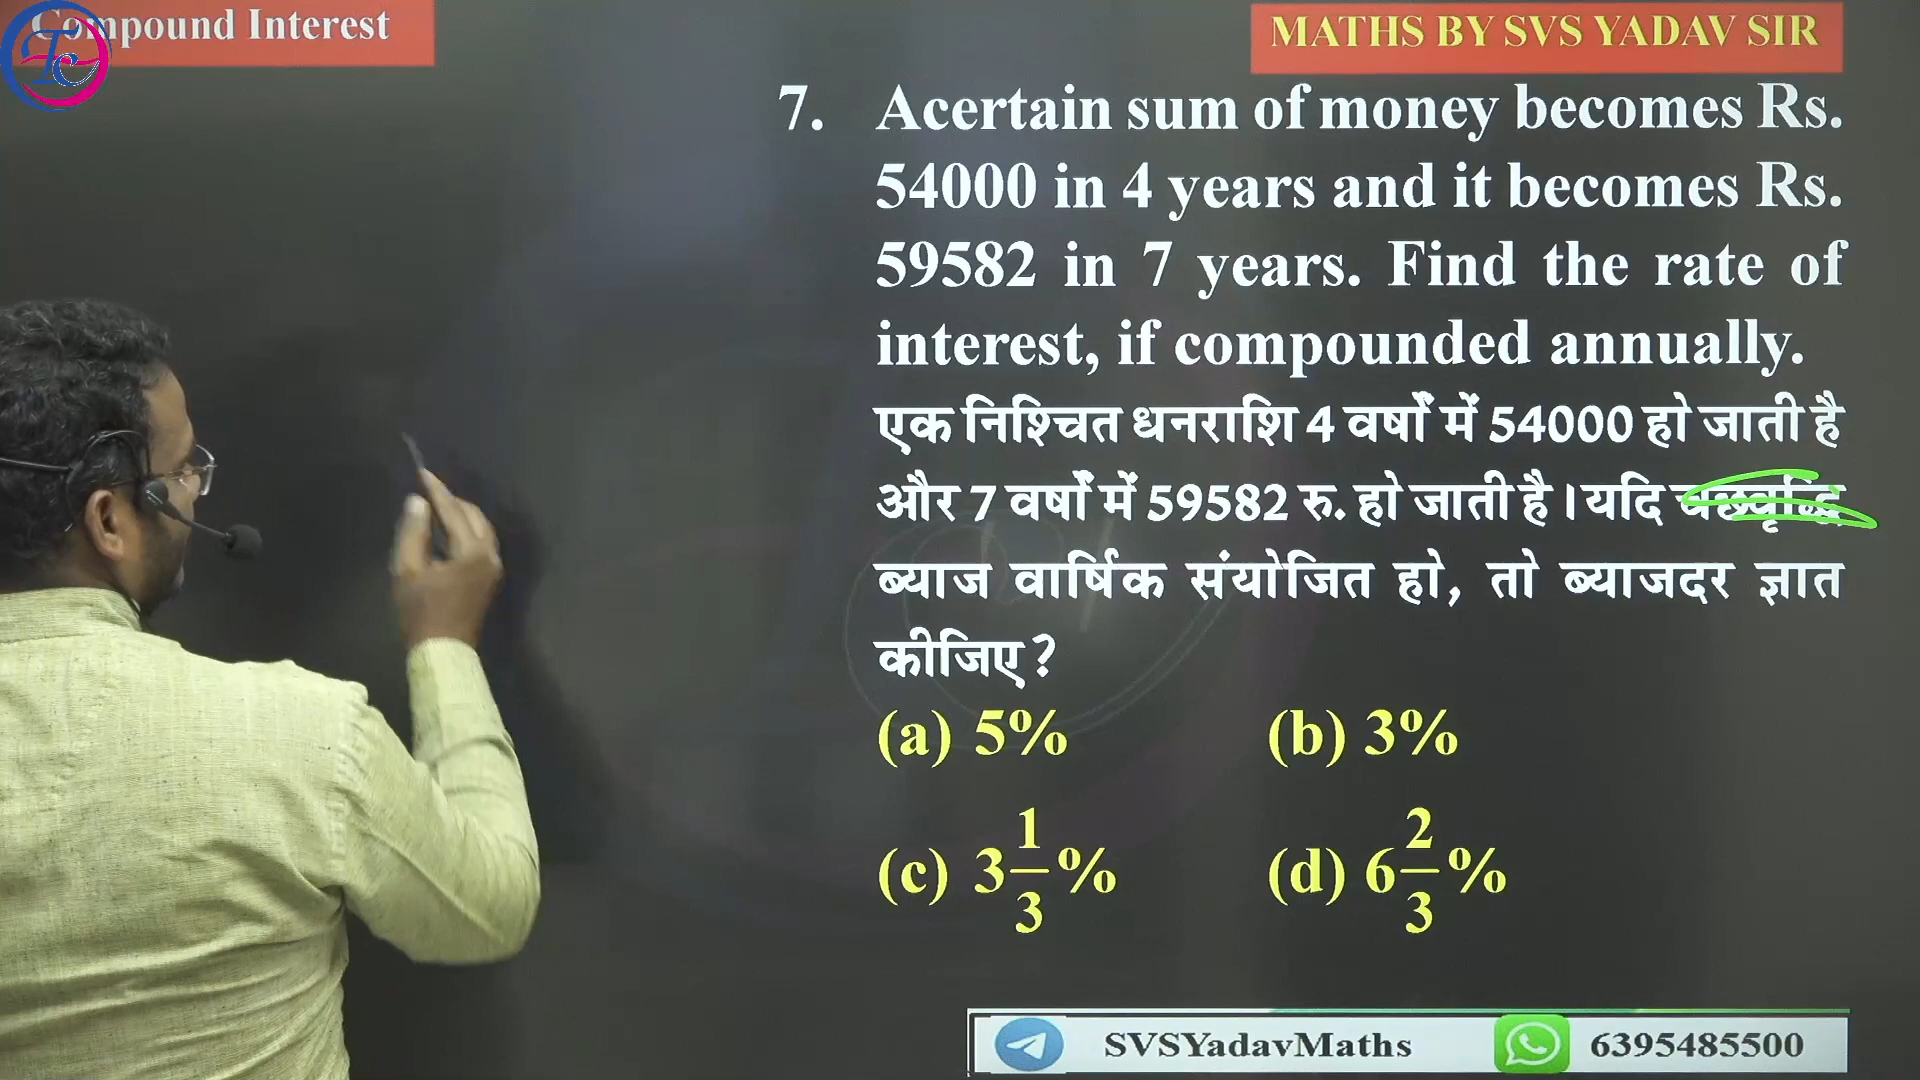 Compound Interest
MATHS BY SVS YADAV SIR
7. Acertain sum of money becomes Rs.
54000 in 4 years and it becomes Rs.
59582 in 7 years. Find the rate of
interest, if compounded annually.
एक निश्चित धनराशि 4 वर्षों में 54000 हो जाती है
और 7 वर्षों में 59582 रु. हो जाती है। यदि चक्रवृद्धि
ब्याज वार्षिक संयोजित हो, तो ब्याजदर ज्ञात
कीजिए?
(a) 5% (b) 3%
(c) 3 1/3 % (d) 6 2/3 %
SVSYadavMaths 6395485500